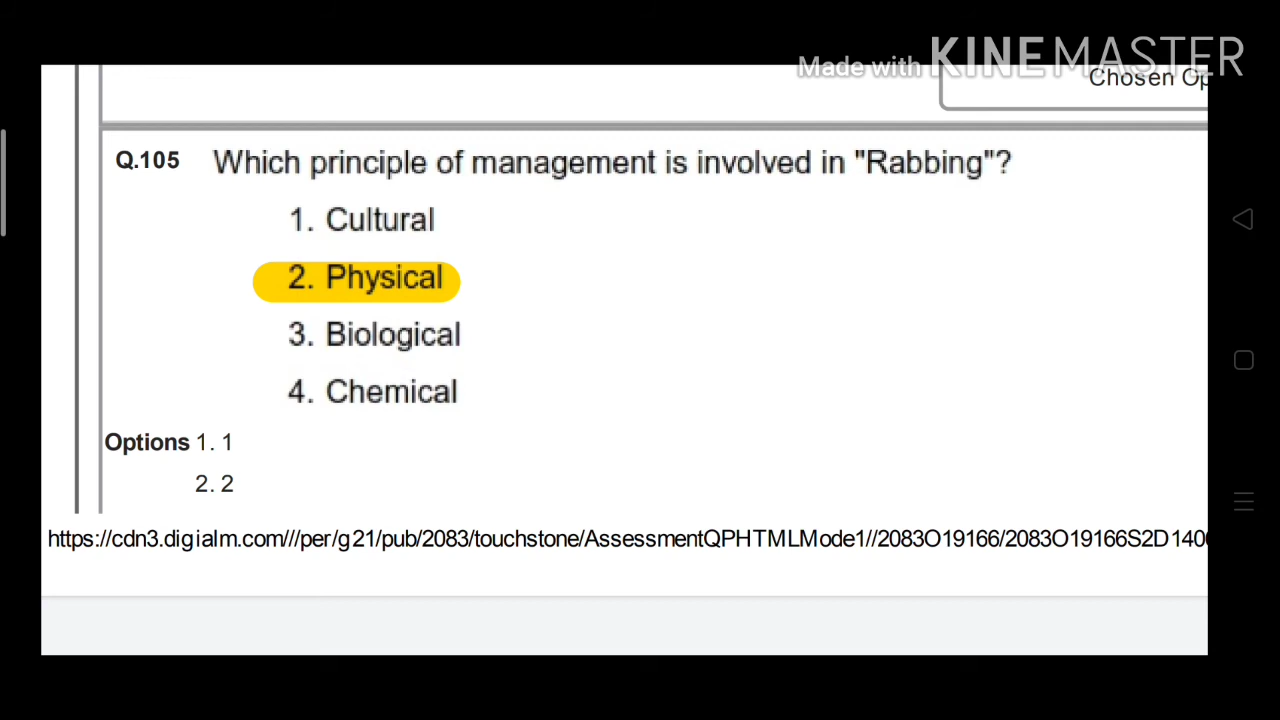 Made with KINEMASTER
Chosen Op
Q.105 Which principle of management is involved in "Rabbing"?
1. Cultural
2. Physical
3. Biological
4. Chemical
Options 1. 1
2. 2
https://cdn3.digialm.com///per/g21/pub/2083/touchstone/AssessmentQPHTMLMode1//2083O19166/2083O19166S2D140